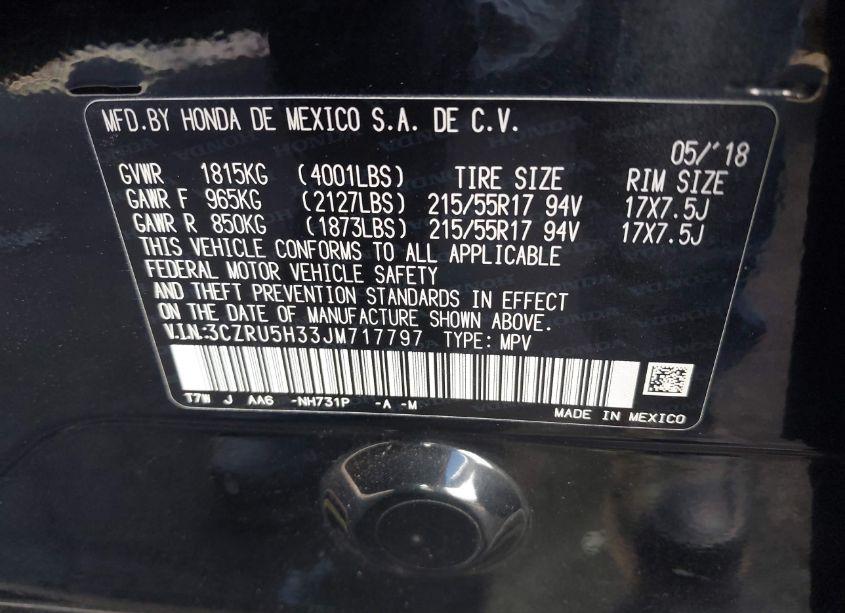 MFD.BY HONDA DE MEXICO S.A. DE C.V.
05/'18
GVWR 1815KG (4001LBS) TIRE SIZE RIM SIZE
GAWR F 965KG (2127LBS) 215/55R17 94V 17X7.5J
GAWR R 850KG (1873LBS) 215/55R17 94V 17X7.5J
THIS VEHICLE CONFORMS TO ALL APPLICABLE
FEDERAL MOTOR VEHICLE SAFETY
AND THEFT PREVENTION STANDARDS IN EFFECT
ON THE DATE OF MANUFACTURE SHOWN ABOVE.
V.I.N:3CZRU5H33JM717797 TYPE: MPV
T7W J AA6 -NH731P -A -M
MADE IN MEXICO